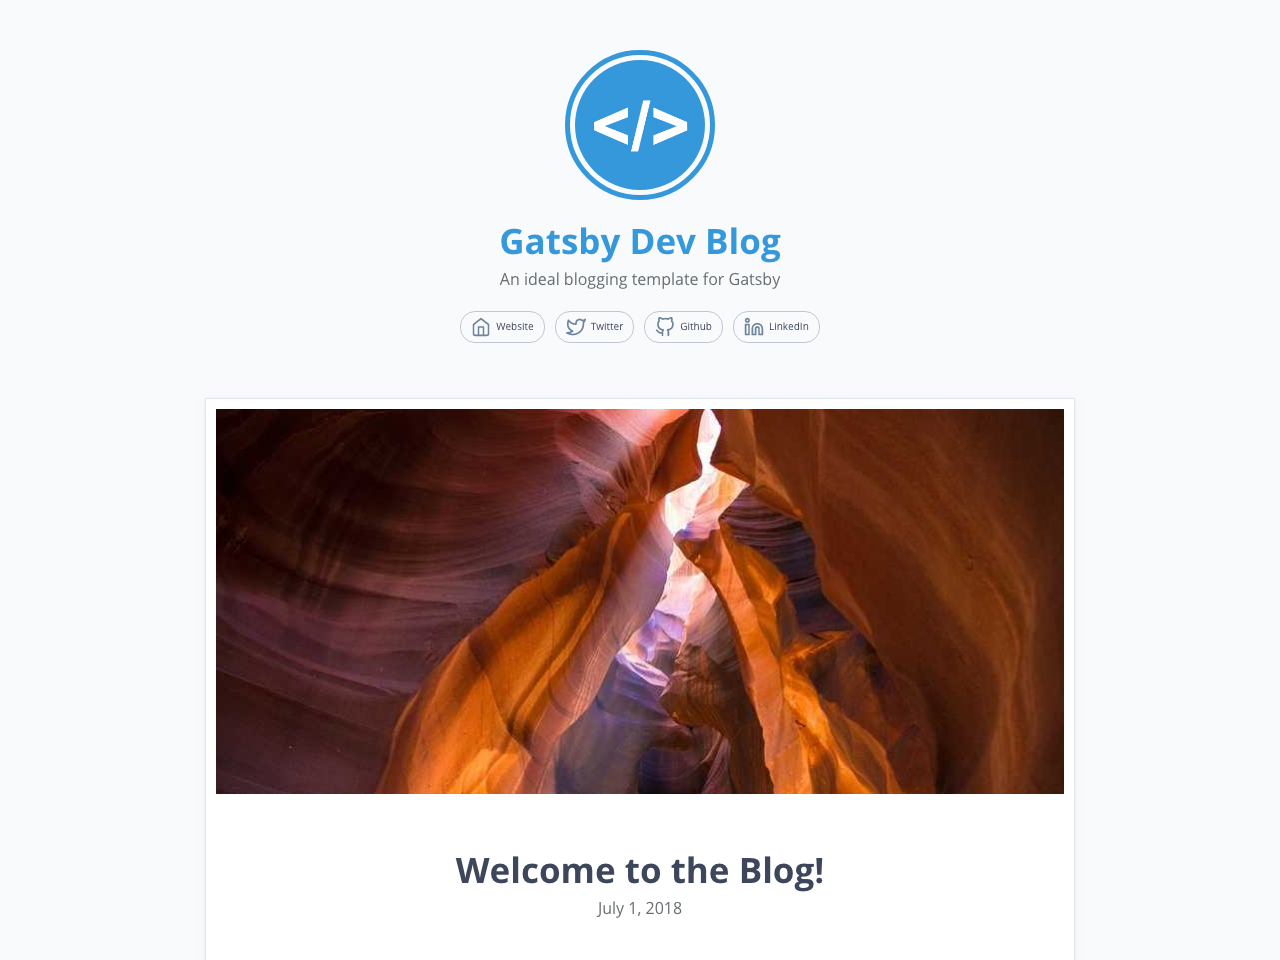 </>
Gatsby Dev Blog
An ideal blogging template for Gatsby
Website Twitter Github LinkedIn
Welcome to the Blog!
July 1, 2018